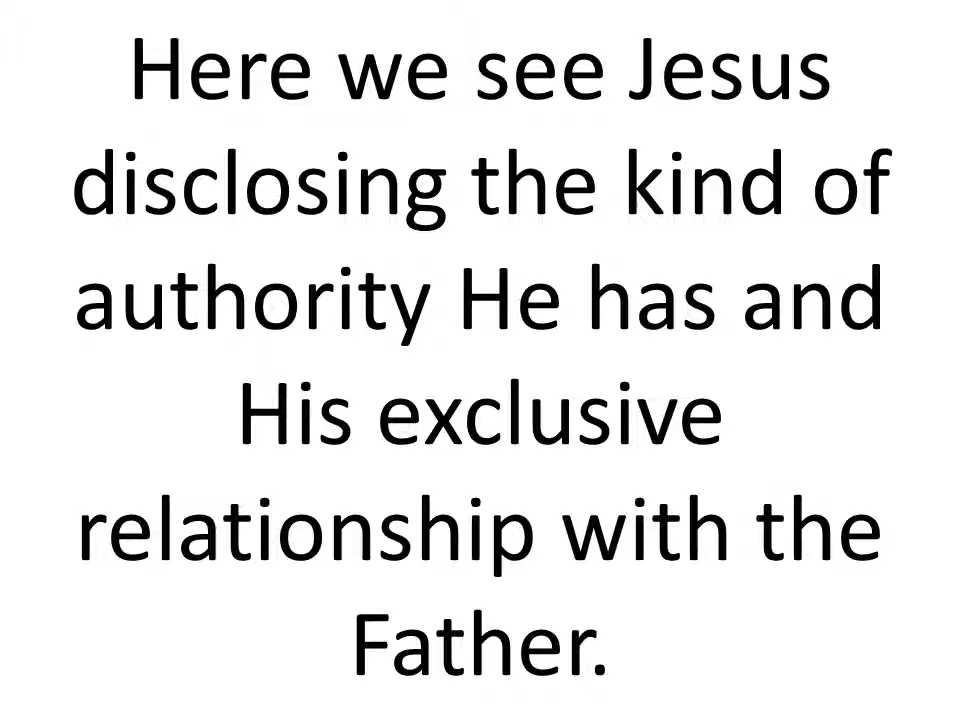 Here we see Jesus
disclosing the kind of
authority He has and
His exclusive
relationship with the
Father.